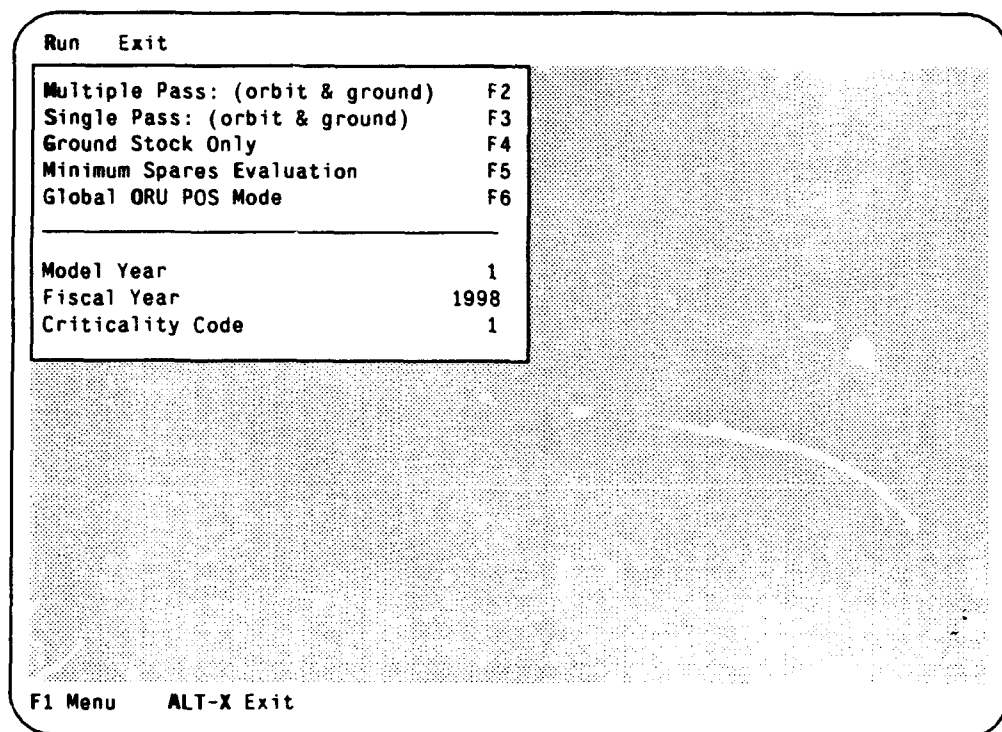 Run Exit
Multiple Pass: (orbit & ground) F2
Single Pass: (orbit & ground) F3
Ground Stock Only F4
Minimum Spares Evaluation F5
Global ORU POS Mode F6
Model Year 1
Fiscal Year 1998
Criticality Code 1
F1 Menu ALT-X Exit